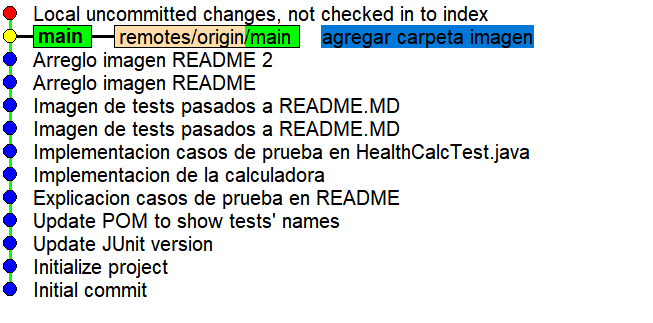 Local uncommitted changes, not checked in to index
main remotes/origin/main agregar carpeta imagen
Arreglo imagen README 2
Arreglo imagen README
Imagen de tests pasados a README.MD
Imagen de tests pasados a README.MD
Implementacion casos de prueba en HealthCalcTest.java
Implementacion de la calculadora
Explicacion casos de prueba en README
Update POM to show tests' names
Update JUnit version
Initialize project
Initial commit